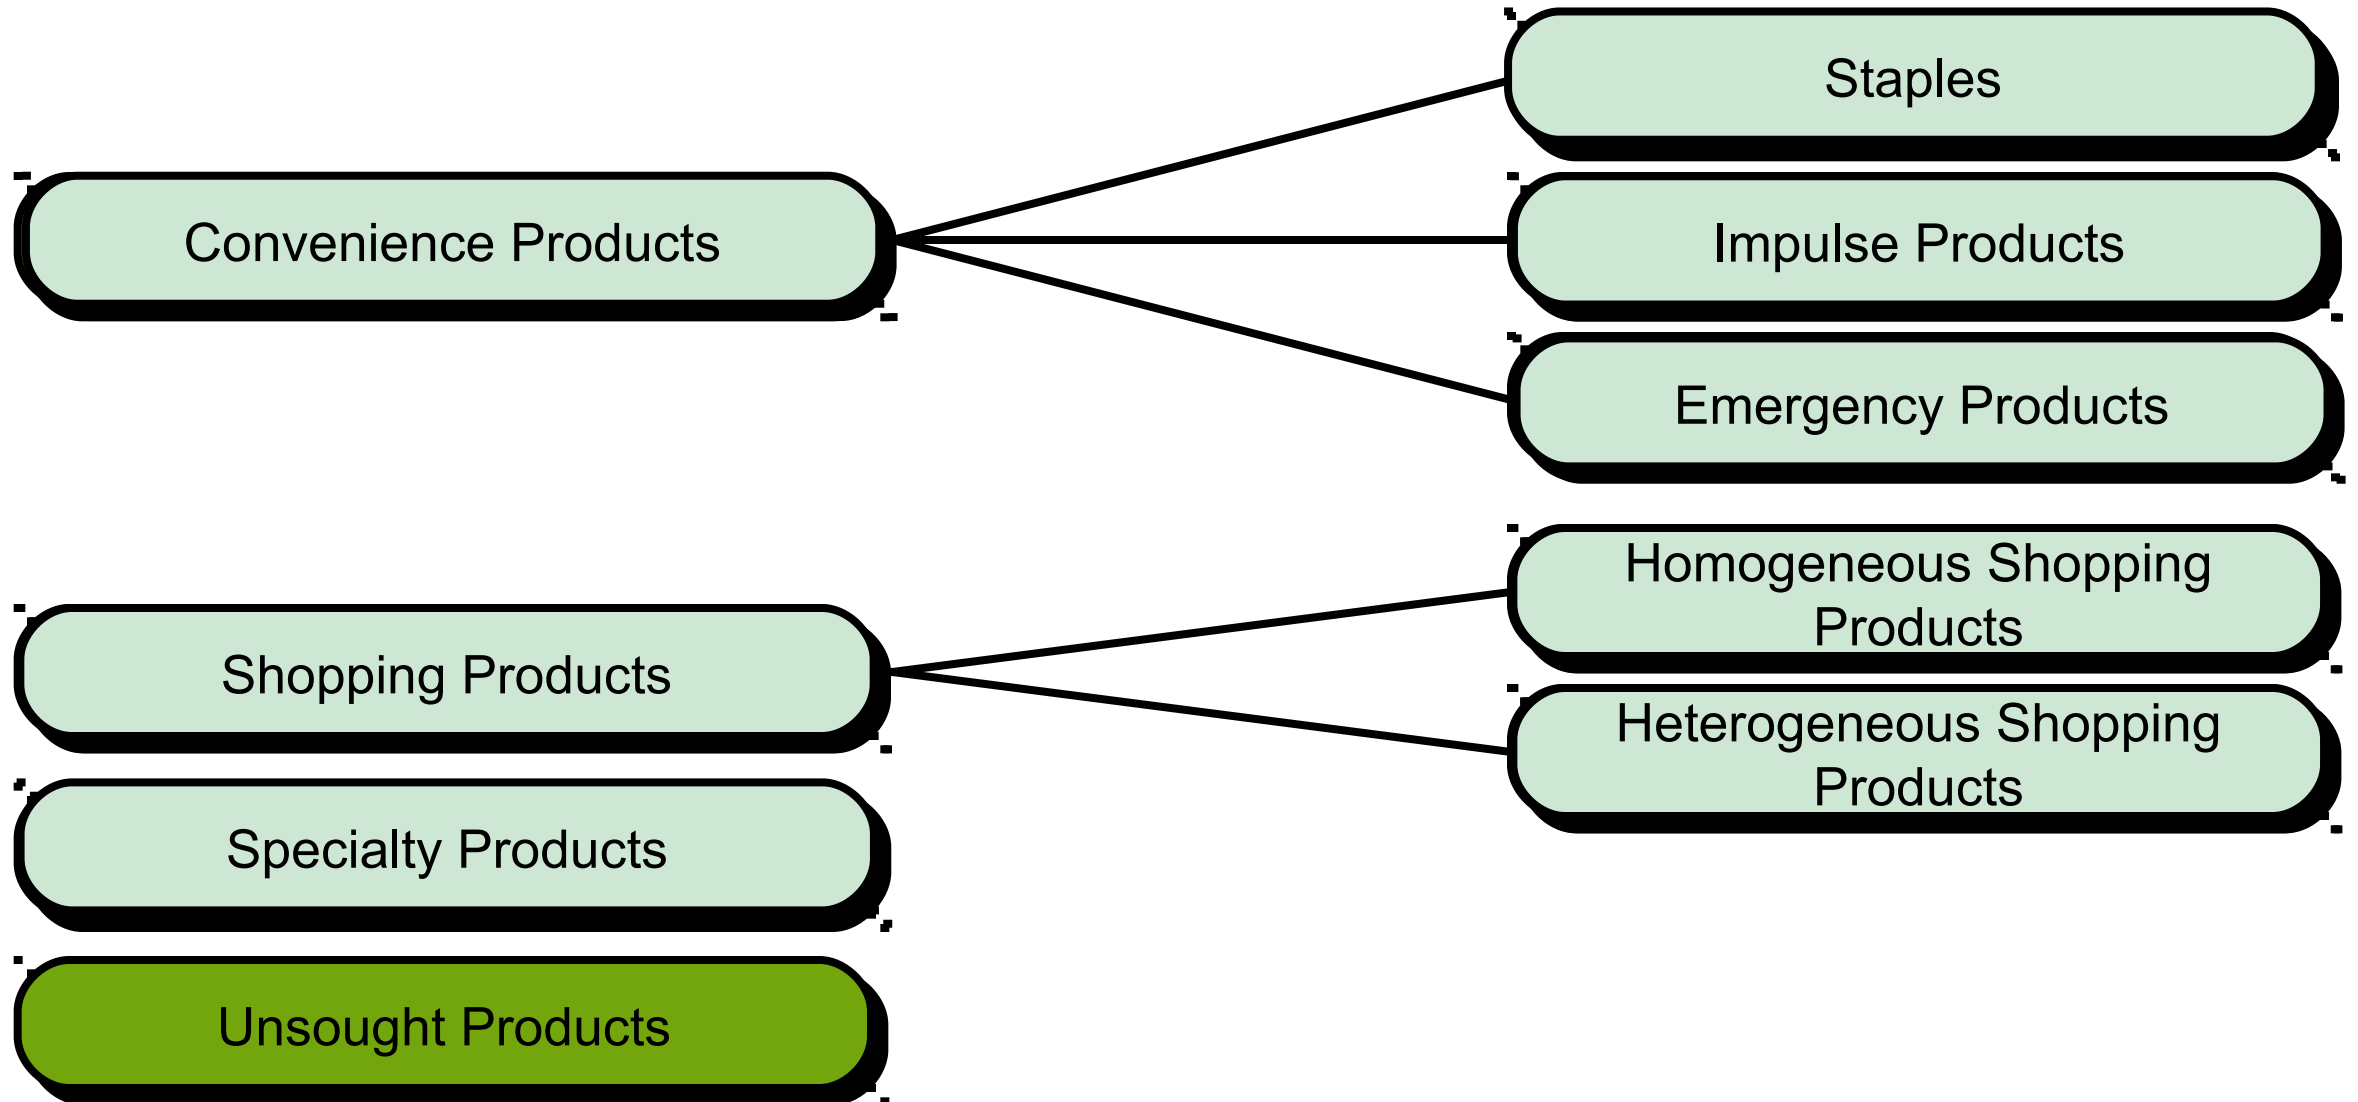 Staples
Convenience Products
Impulse Products
Emergency Products
Homogeneous Shopping
Products
Shopping Products
Heterogeneous Shopping
Products
Specialty Products
Unsought Products